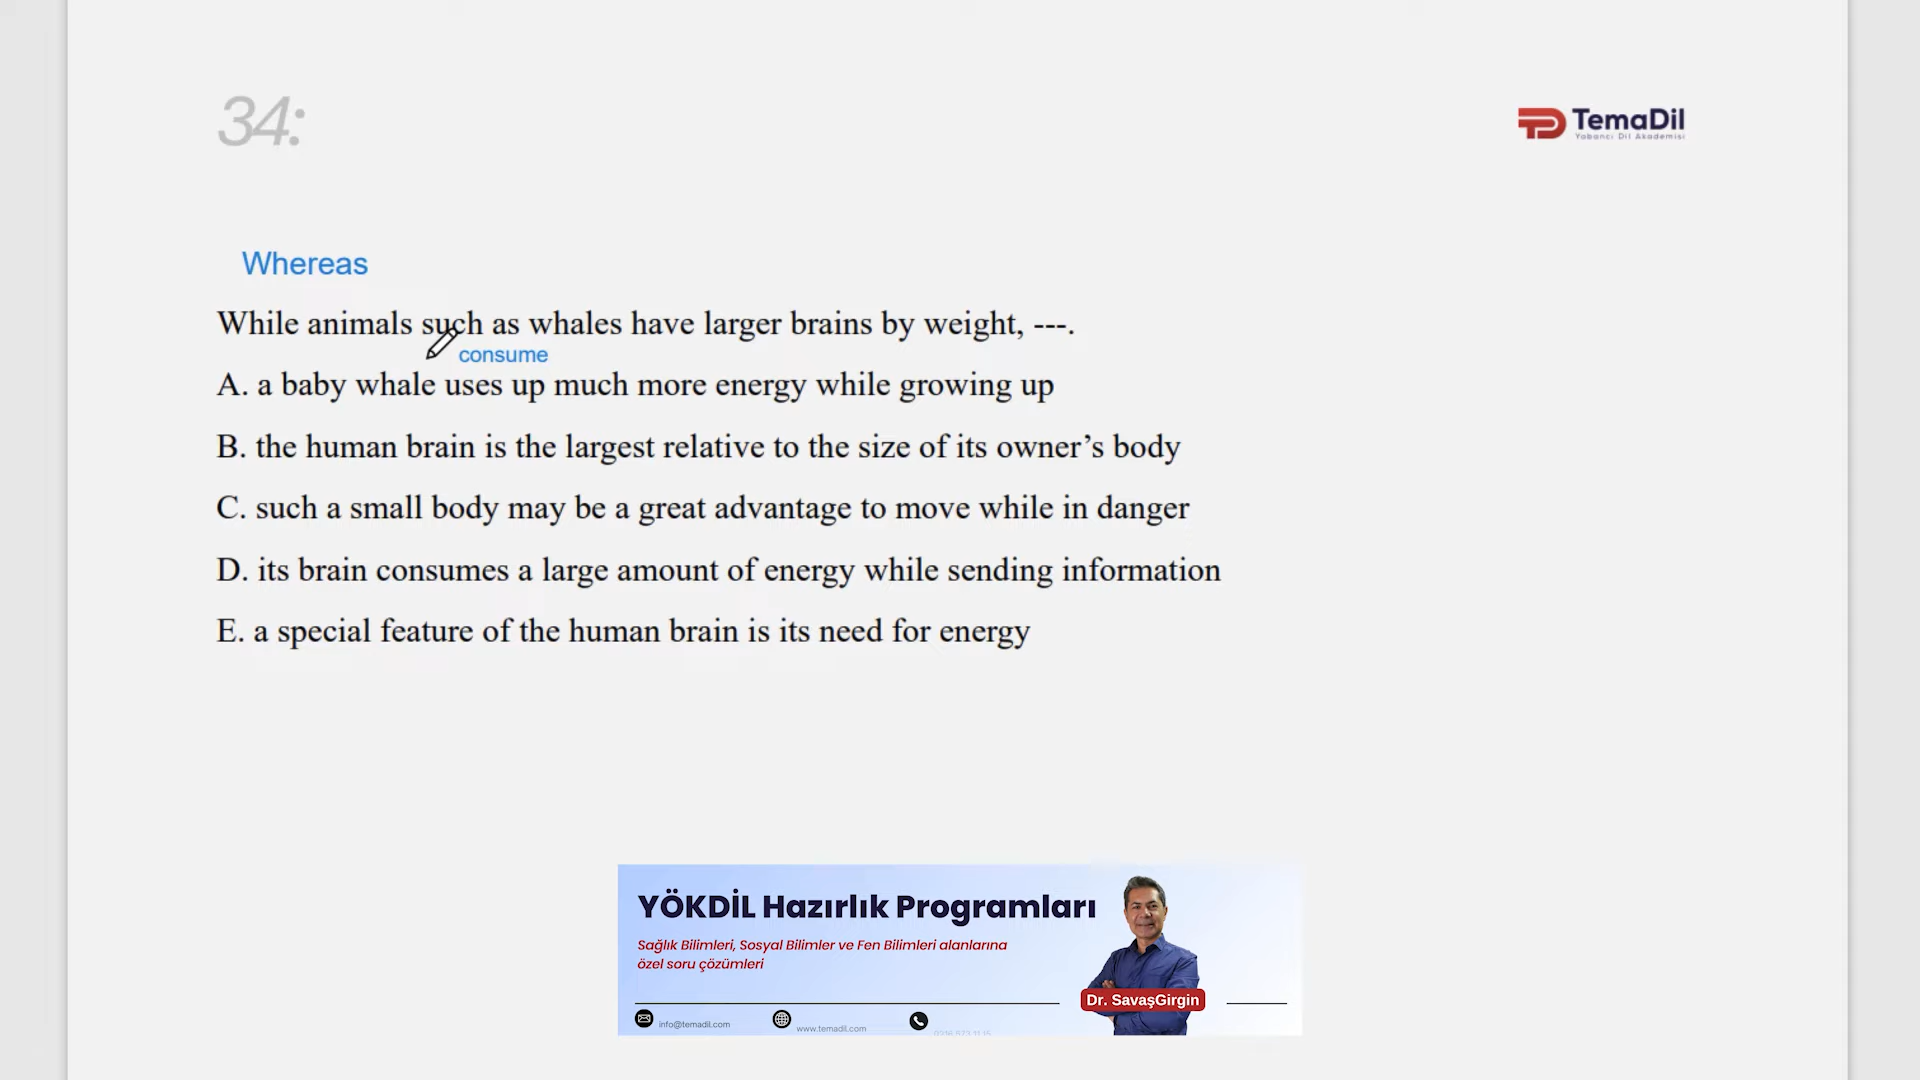 34:
TemaDil
Yabancı Dil Akademisi
Whereas
While animals such as whales have larger brains by weight, ---.
consume
A. a baby whale uses up much more energy while growing up
B. the human brain is the largest relative to the size of its owner’s body
C. such a small body may be a great advantage to move while in danger
D. its brain consumes a large amount of energy while sending information
E. a special feature of the human brain is its need for energy
YÖKDİL Hazırlık Programları
Sağlık Bilimleri, Sosyal Bilimler ve Fen Bilimleri alanlarına
özel soru çözümleri
Dr. SavaşGirgin
info@temadil.com
www.temadil.com